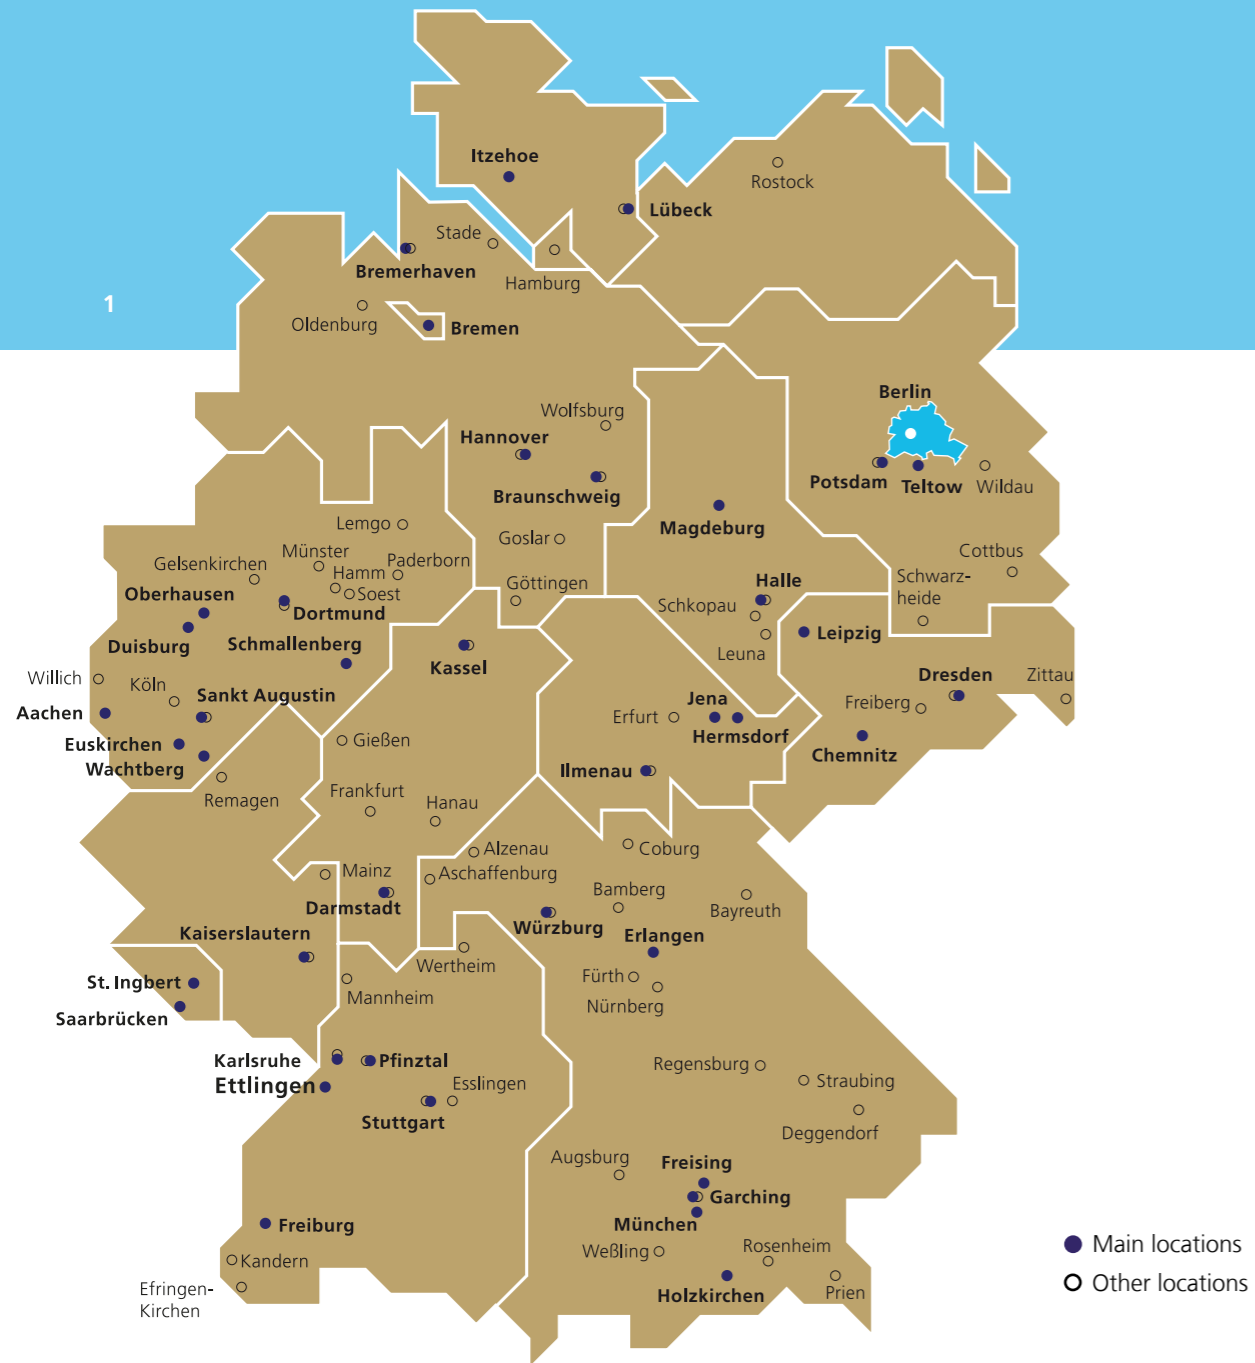 Itzehoe
Rostock
Lübeck
Stade
Bremerhaven
Hamburg
1
Oldenburg
Bremen
Berlin
Wolfsburg
Hannover
Potsdam
Teltow
Wildau
Braunschweig
Magdeburg
Lemgo
Goslar
Münster
Cottbus
Gelsenkirchen
Hamm
Paderborn
Schwarz-
heide
Oberhausen
Soest
Göttingen
Halle
Dortmund
Schkopau
Duisburg
Schmallenberg
Leipzig
Leuna
Kassel
Willich
Köln
Sankt Augustin
Dresden
Zittau
Aachen
Jena
Freiberg
Erfurt
Hermsdorf
Euskirchen
Gießen
Chemnitz
Wachtberg
Ilmenau
Remagen
Frankfurt
Hanau
Alzenau
Coburg
Mainz
Aschaffenburg
Bamberg
Bayreuth
Darmstadt
Würzburg
Kaiserslautern
Erlangen
Wertheim
St. Ingbert
Fürth
Mannheim
Nürnberg
Saarbrücken
Karlsruhe
Pfinztal
Regensburg
Ettlingen
Esslingen
Straubing
Stuttgart
Deggendorf
Augsburg
Freising
Garching
München
Freiburg
Weßling
Rosenheim
Main locations
Kandern
Efringen-
Kirchen
Holzkirchen
Prien
Other locations